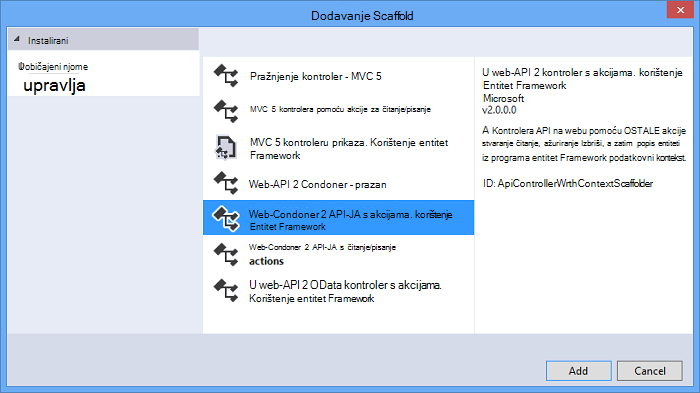 Dodavanje Scaffold
Instalirani
običajeni njome
upravlja
Pražnjenje kontroler - MVC 5
MVC 5 kontrolera pomoću akcije za čitanje/pisanje
MVC 5 kontroleru prikaza. Korištenje entitet
Framework
Web-API 2 Condoner - prazan
Web-Condoner 2 API-JA s akcijama. korištenje
Entitet Framework
Web-Condoner 2 API-JA s čitanje/pisanje
actions
U web-API 2 OData kontroler s akcijama.
Korištenje entitet Framework
U web-API 2 kontroler s akcijama. korištenje
Entitet Framework
Microsoft
v2.0.0.0
A Kontrolera API na webu pomoću OSTALE akcije
stvaranje čitanje, ažuriranje Izbriši, a zatim popis entiteti
iz programa entitet Framework podatkovni kontekst.
ID: ApiControllerWrthContextScaffolder
Add
Cancel